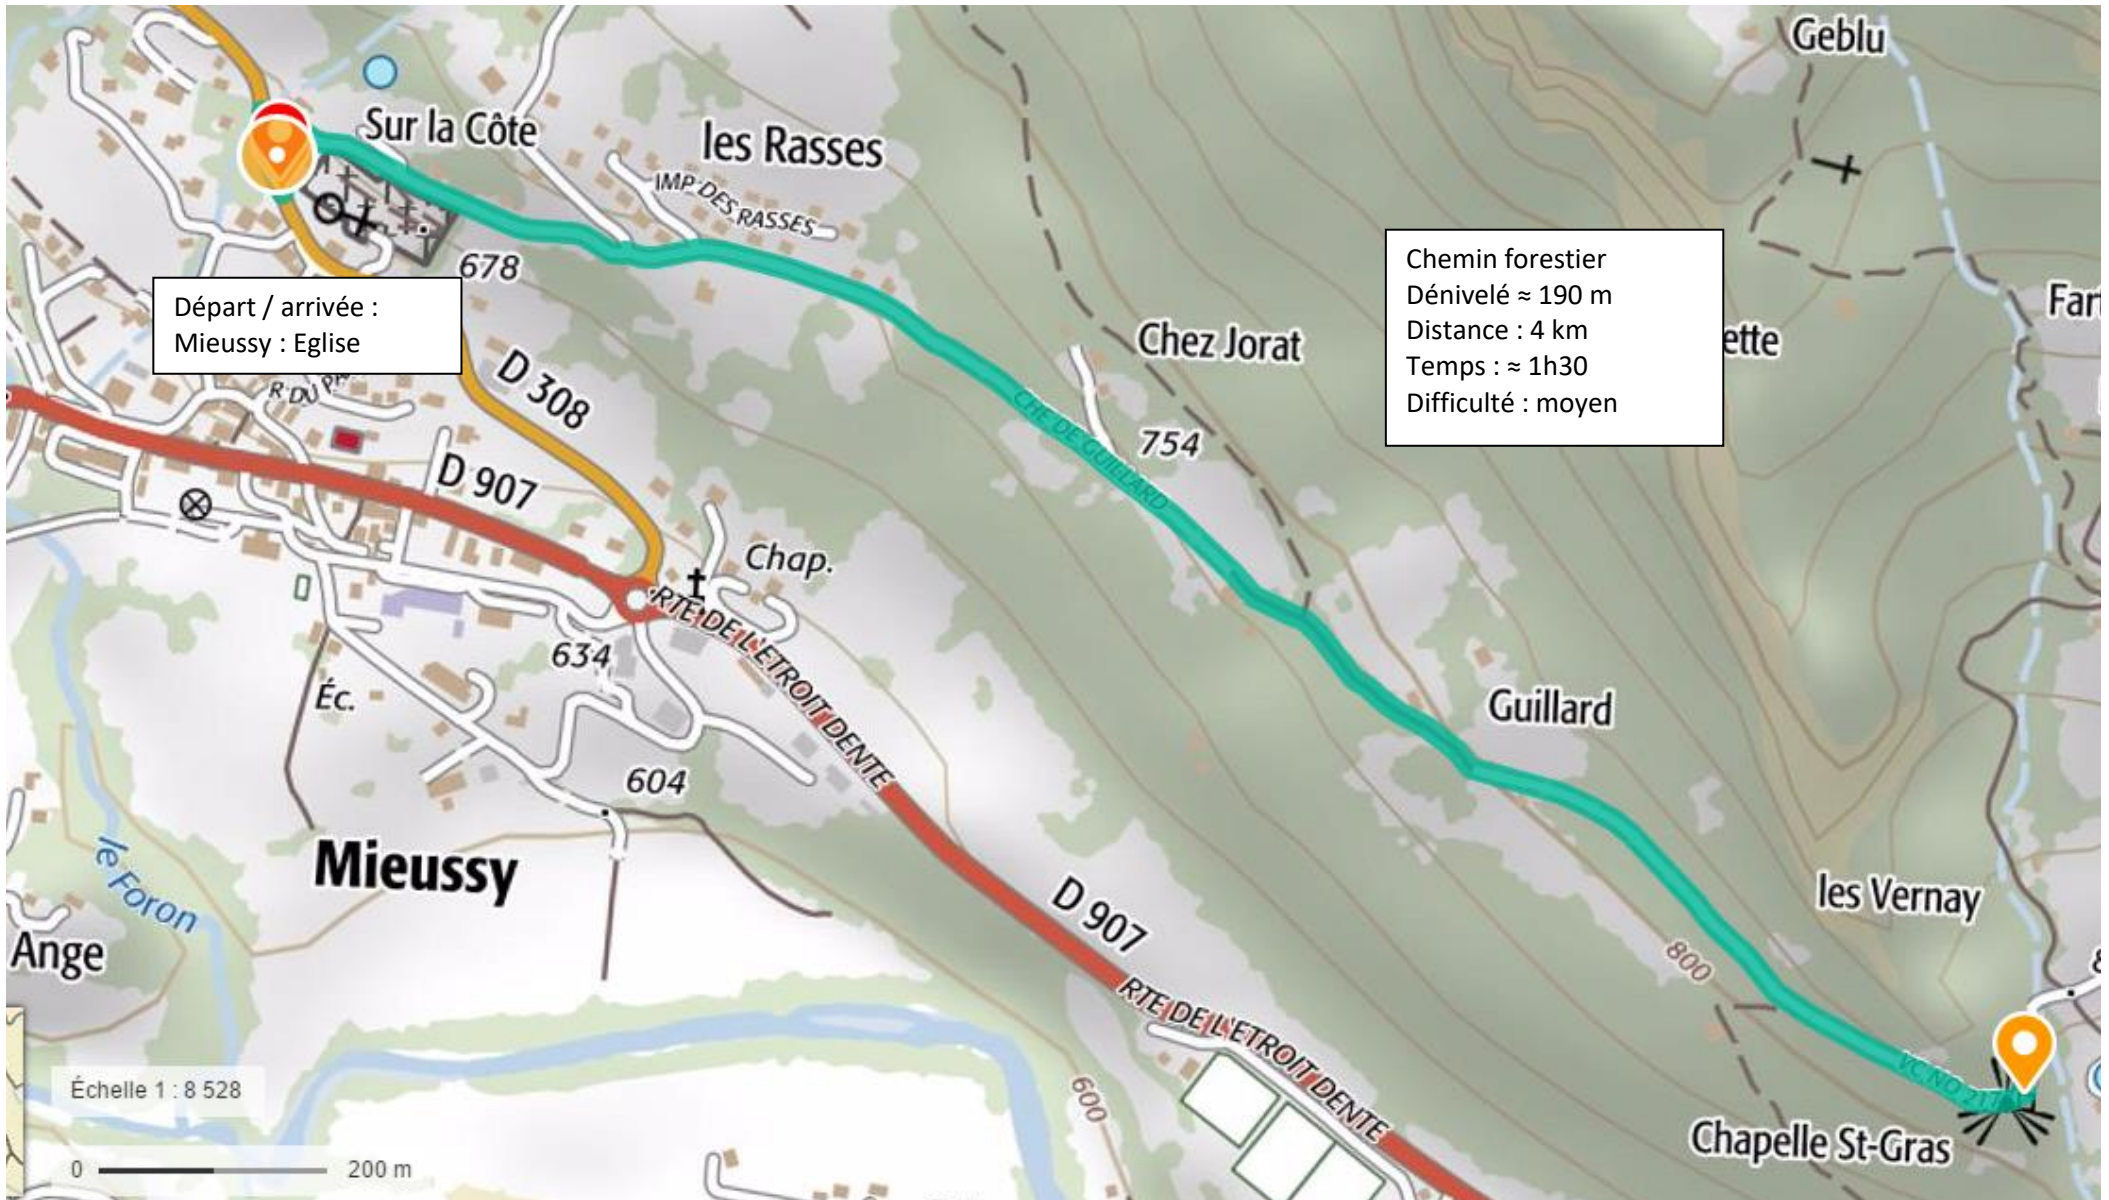 Geblu
Sur la Côte
les Rasses
IMP DES RASSES
678
Chemin forestier
Dénivelé ≈ 190 m
Distance : 4 km
Temps : ≈ 1h30
Difficulté : moyen
Départ / arrivée :
Mieussy : Eglise
Chez Jorat
ette
D 308
R DU
CHE DE GUILLARD
754
D 907
Chap.
RTE DE L'ETROIT DENTE
634
Éc.
Guillard
604
Mieussy
le Foron
D 907
les Vernay
Ange
800
RTE DE L'ETROIT DENTE
VC NO 217
Échelle 1 : 8 528
600
Chapelle St-Gras
0 200 m